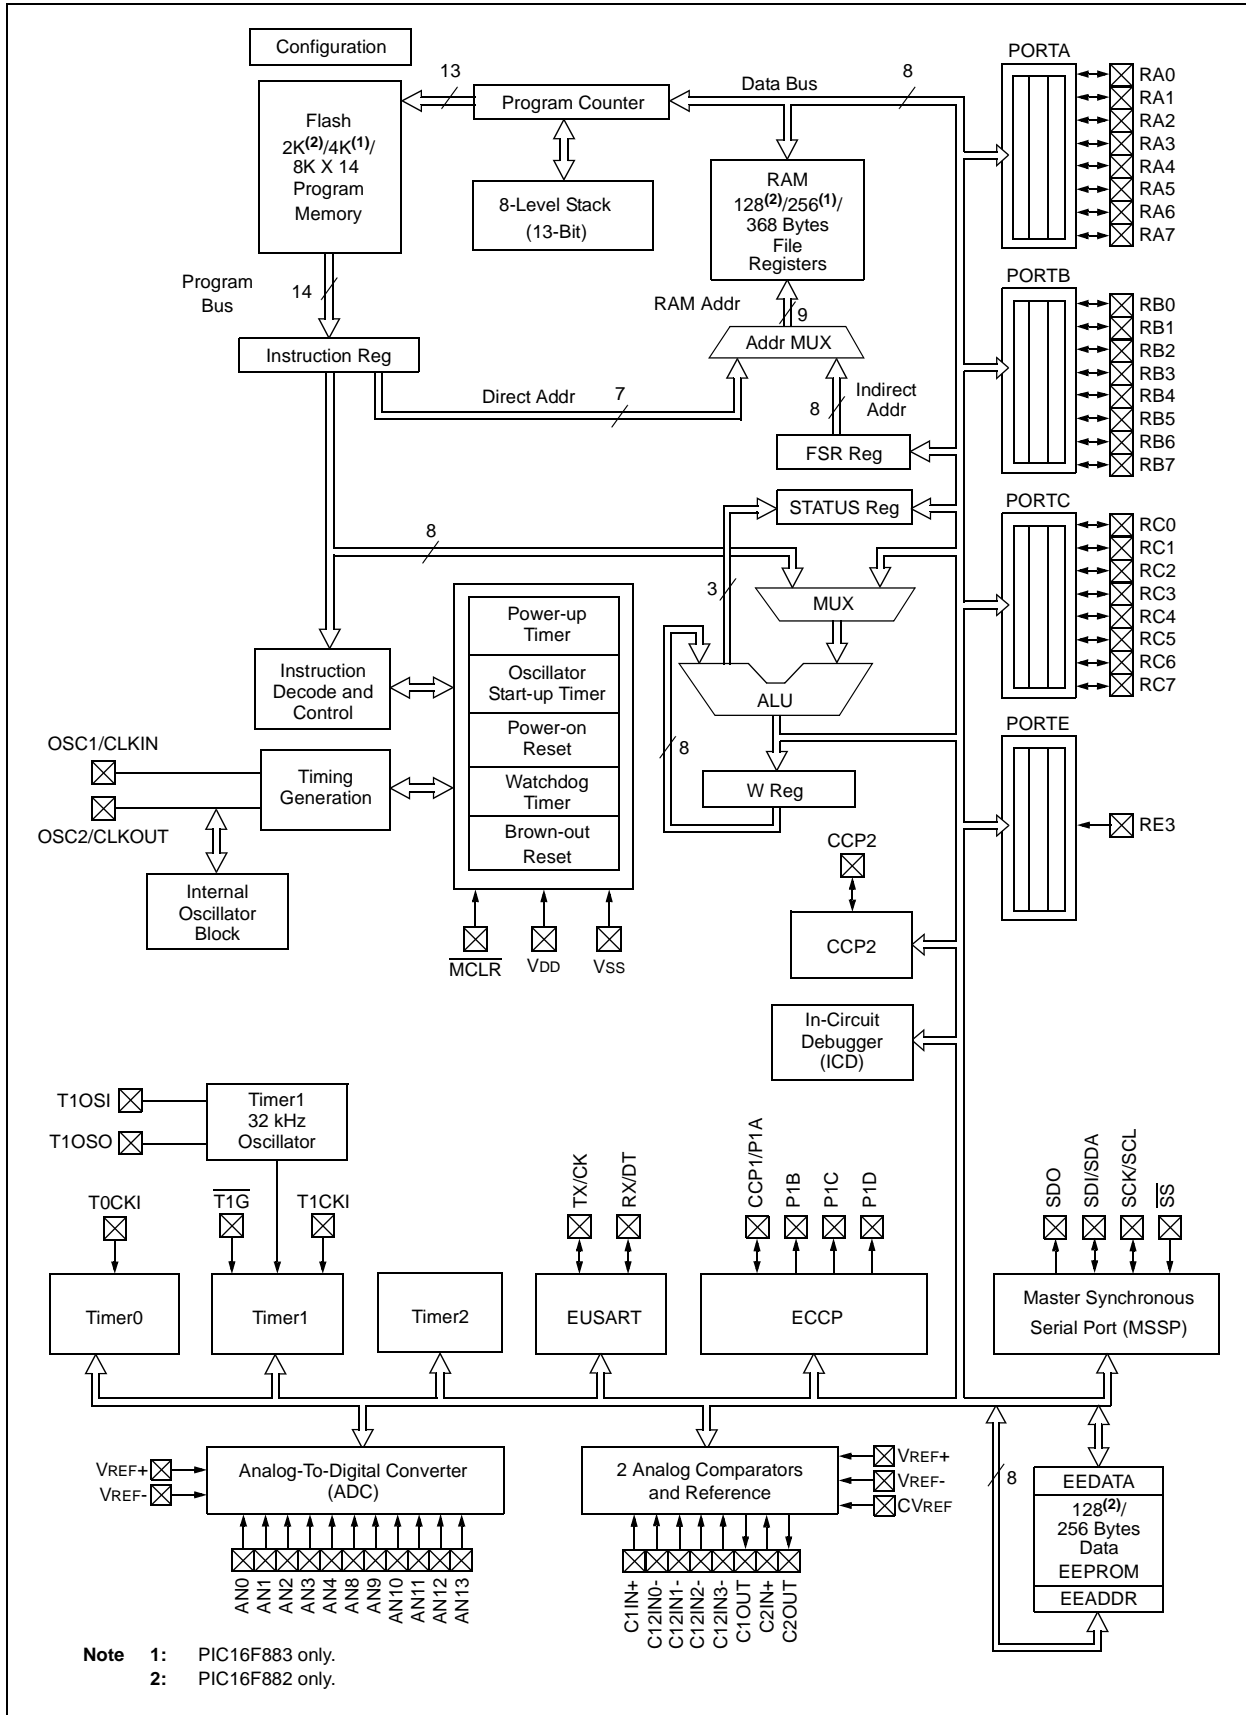 Configuration
PORTA
13
Data Bus
8
Program Counter
Flash
2K(2)/4K(1)/
8K X 14
Program
Memory
8-Level Stack
(13-Bit)
RAM
128(2)/256(1)/
368 Bytes
File
Registers
RA0
RA1
RA2
RA3
RA4
RA5
RA6
RA7
Program
Bus
14
RAM Addr
9
Addr MUX
Instruction Reg
Direct Addr
7
8
Indirect
Addr
FSR Reg
STATUS Reg
PORTB
RB0
RB1
RB2
RB3
RB4
RB5
RB6
RB7
PORTC
RC0
RC1
RC2
RC3
RC4
RC5
RC6
RC7
8
3
MUX
ALU
8
W Reg
Power-up
Timer
Oscillator
Start-up Timer
Power-on
Reset
Watchdog
Timer
Brown-out
Reset
Instruction
Decode and
Control
OSC1/CLKIN
Timing
Generation
OSC2/CLKOUT
Internal
Oscillator
Block
MCLR
VDD
VSS
PORTE
RE3
CCP2
CCP2
In-Circuit
Debugger
(ICD)
T1OSI
T1OSO
Timer1
32 kHz
Oscillator
T0CKI
T1G
T1CKI
TX/CK
RX/DT
CCP1/P1A
P1B
P1C
P1D
SDO
SDI/SDA
SCK/SCL
SS
Timer0
Timer1
Timer2
EUSART
ECCP
Master Synchronous
Serial Port (MSSP)
VREF+
VREF-
Analog-To-Digital Converter
(ADC)
2 Analog Comparators
and Reference
VREF+
VREF-
CVREF
8
EEDATA
128(2)/
256 Bytes
Data
EEPROM
EEADDR
AN0
AN1
AN2
AN3
AN4
AN8
AN9
AN10
AN11
AN12
AN13
C1IN+
C12IN0-
C12IN1-
C12IN2-
C12IN3-
C1OUT
C2IN+
C2OUT
Note 1: PIC16F883 only.
2: PIC16F882 only.